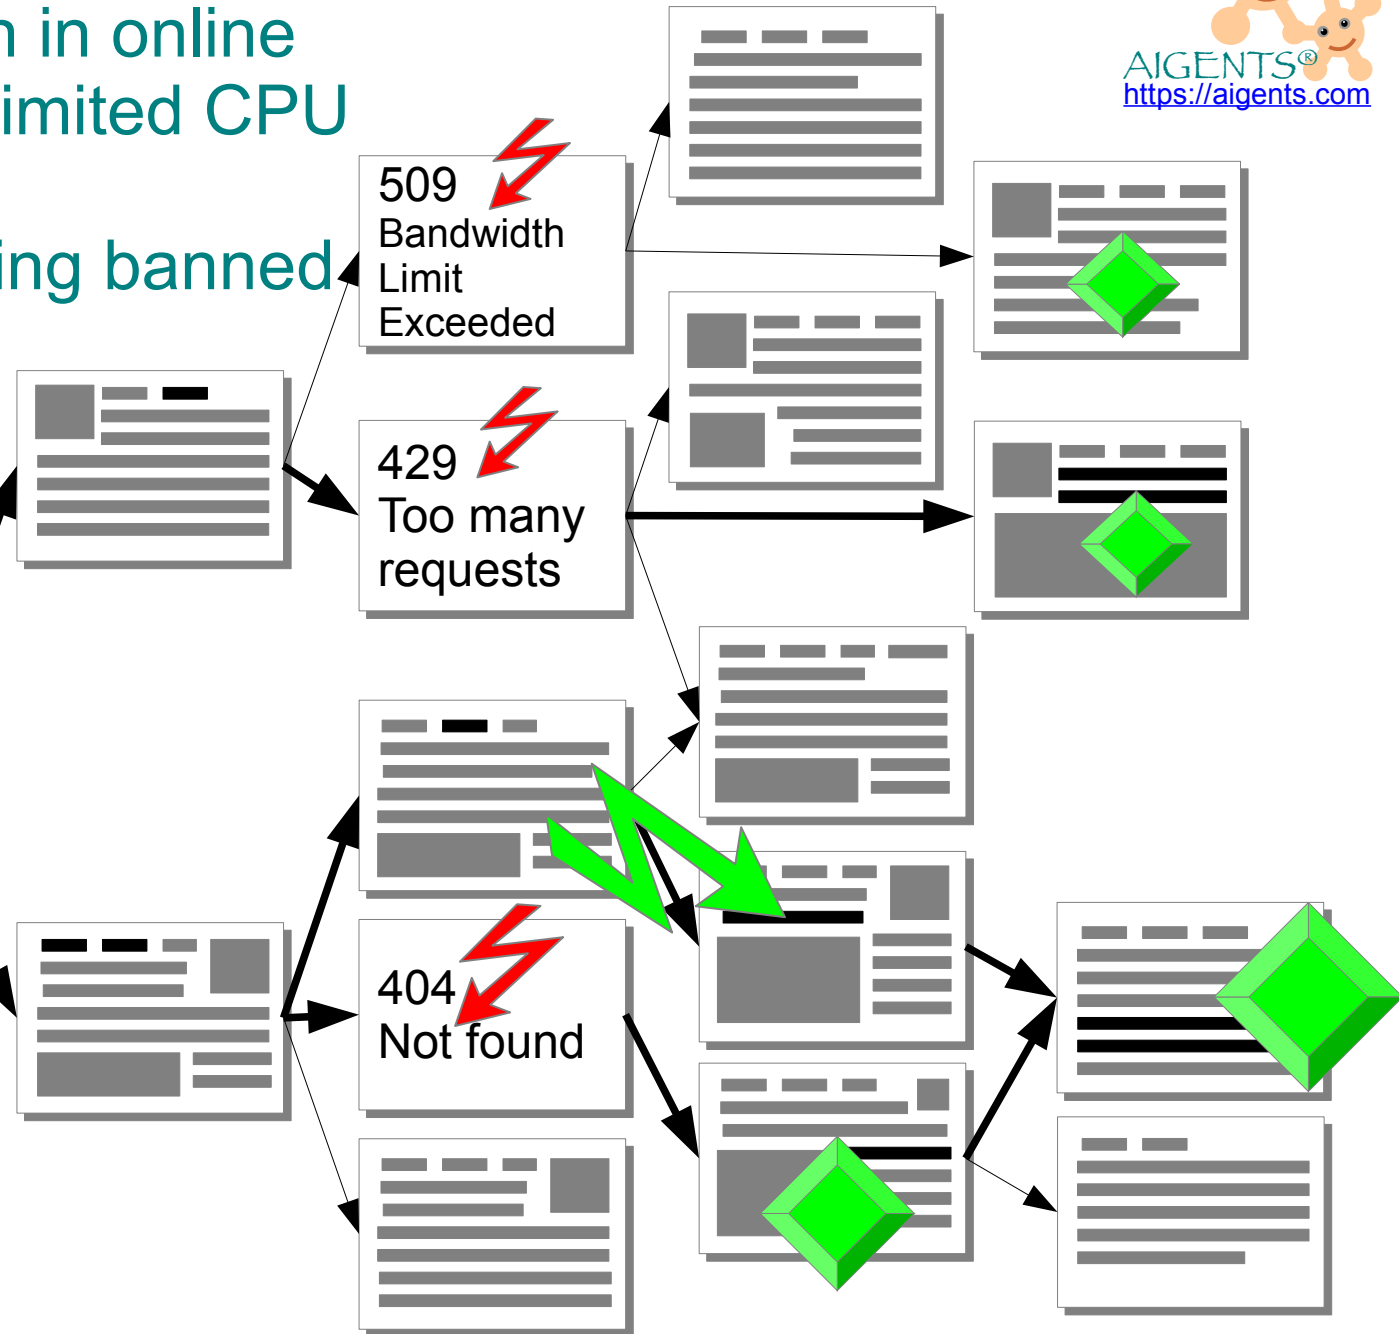 n in online
imited CPU
ing banned
AIGENTS®
https://aigents.com
509
Bandwidth
Limit
Exceeded
429
Too many
requests
404
Not found